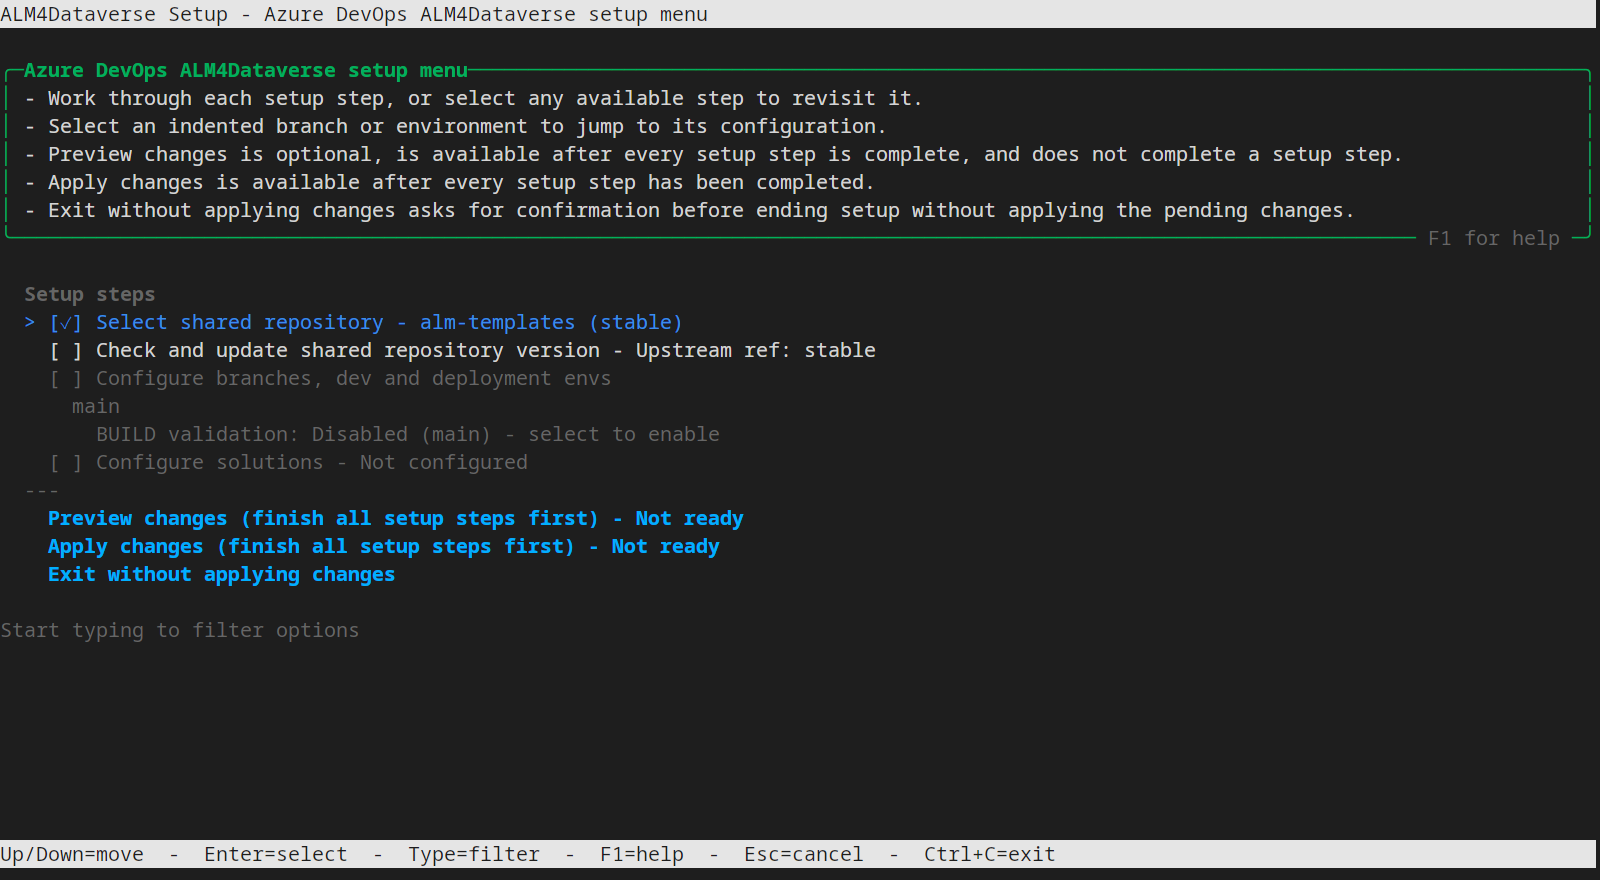 ALM4Dataverse Setup - Azure DevOps ALM4Dataverse setup menu
Azure DevOps ALM4Dataverse setup menu
- Work through each setup step, or select any available step to revisit it.
- Select an indented branch or environment to jump to its configuration.
- Preview changes is optional, is available after every setup step is complete, and does not complete a setup step.
- Apply changes is available after every setup step has been completed.
- Exit without applying changes asks for confirmation before ending setup without applying the pending changes.
F1 for help
Setup steps
> [✓] Select shared repository - alm-templates (stable)
[ ] Check and update shared repository version - Upstream ref: stable
[ ] Configure branches, dev and deployment envs
main
BUILD validation: Disabled (main) - select to enable
[ ] Configure solutions - Not configured
---
Preview changes (finish all setup steps first) - Not ready
Apply changes (finish all setup steps first) - Not ready
Exit without applying changes
Start typing to filter options
Up/Down=move  -  Enter=select  -  Type=filter  -  F1=help  -  Esc=cancel  -  Ctrl+C=exit